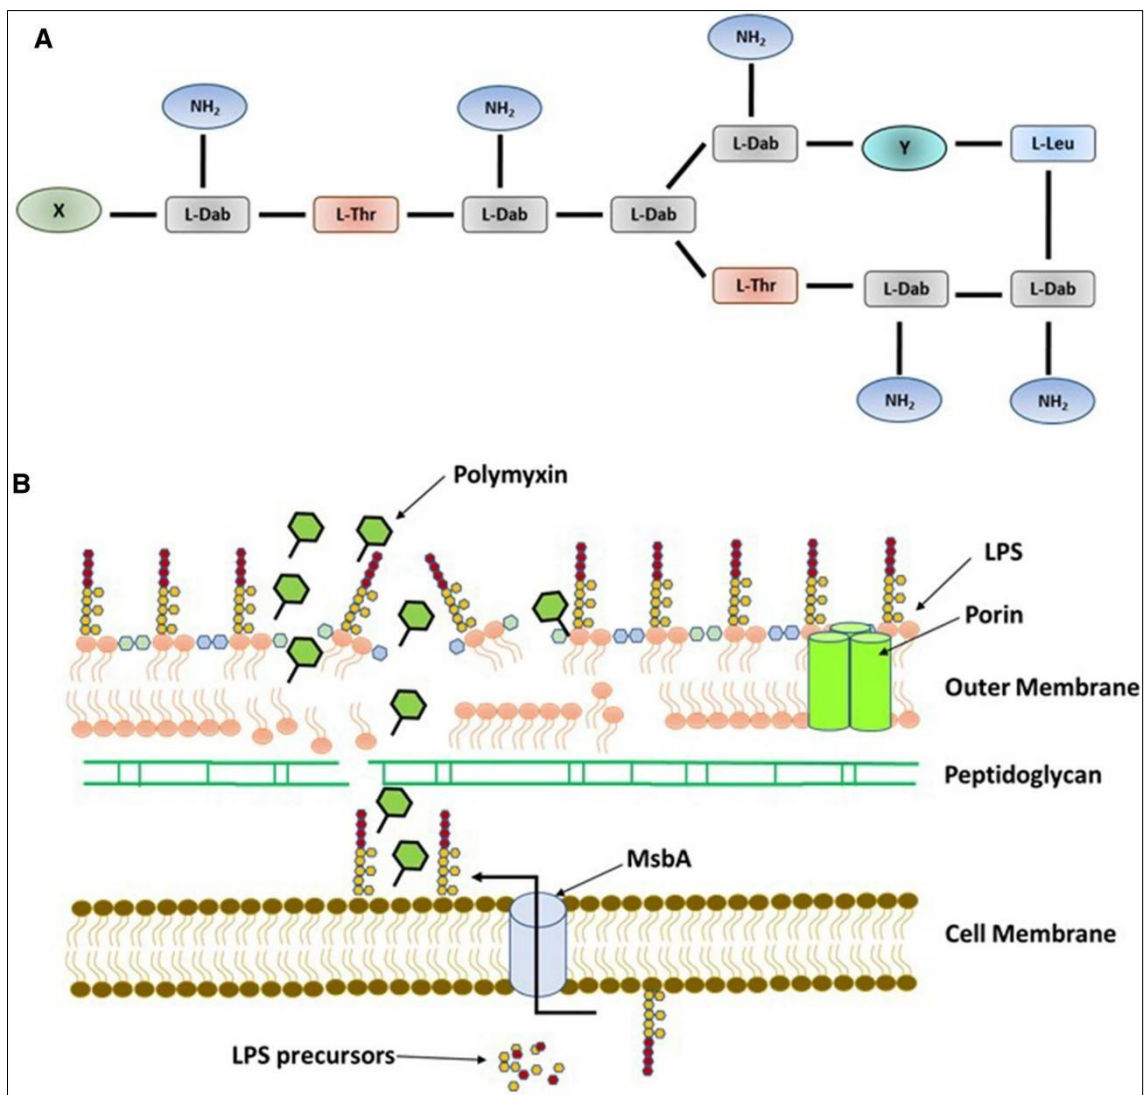 A
NH₂
NH₂
NH₂
L-Dab
Y
L-Leu
X
L-Dab
L-Thr
L-Dab
L-Dab
L-Thr
L-Dab
L-Dab
NH₂
NH₂
B
Polymyxin
LPS
Porin
Outer Membrane
Peptidoglycan
MsbA
Cell Membrane
LPS precursors